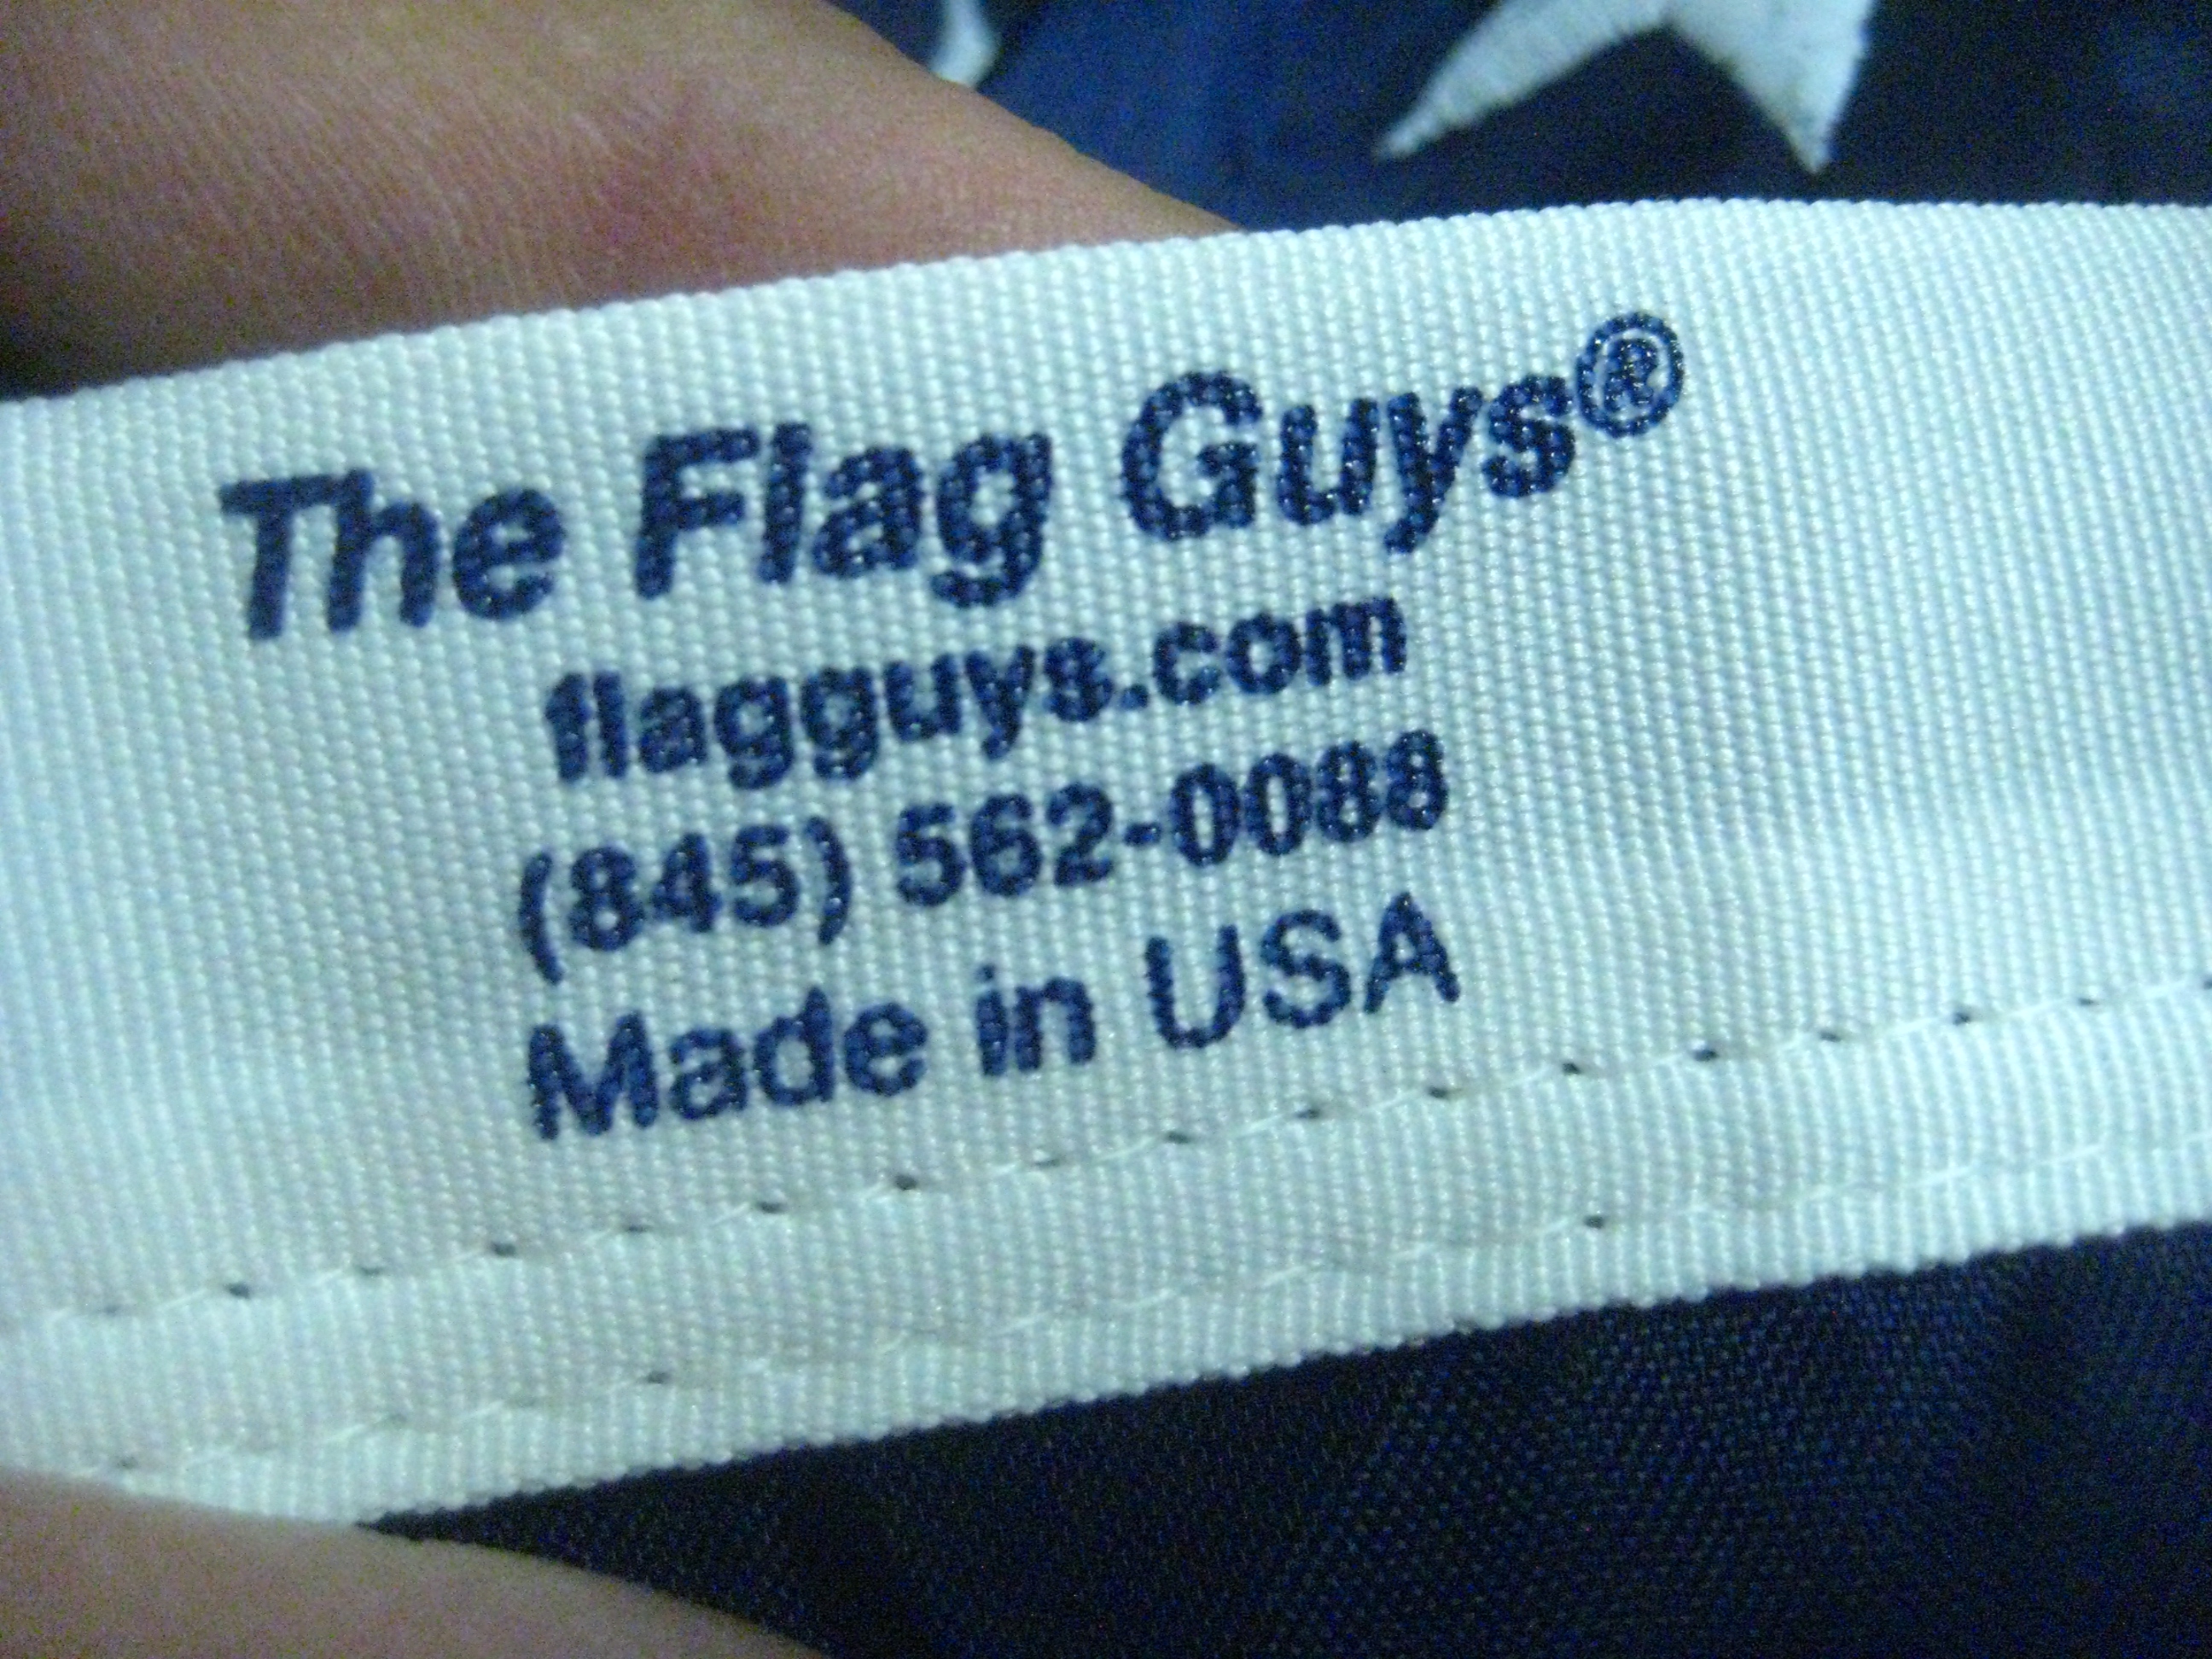 The Flag Guys®
flagguys.com
(845) 562-0088
Made in USA